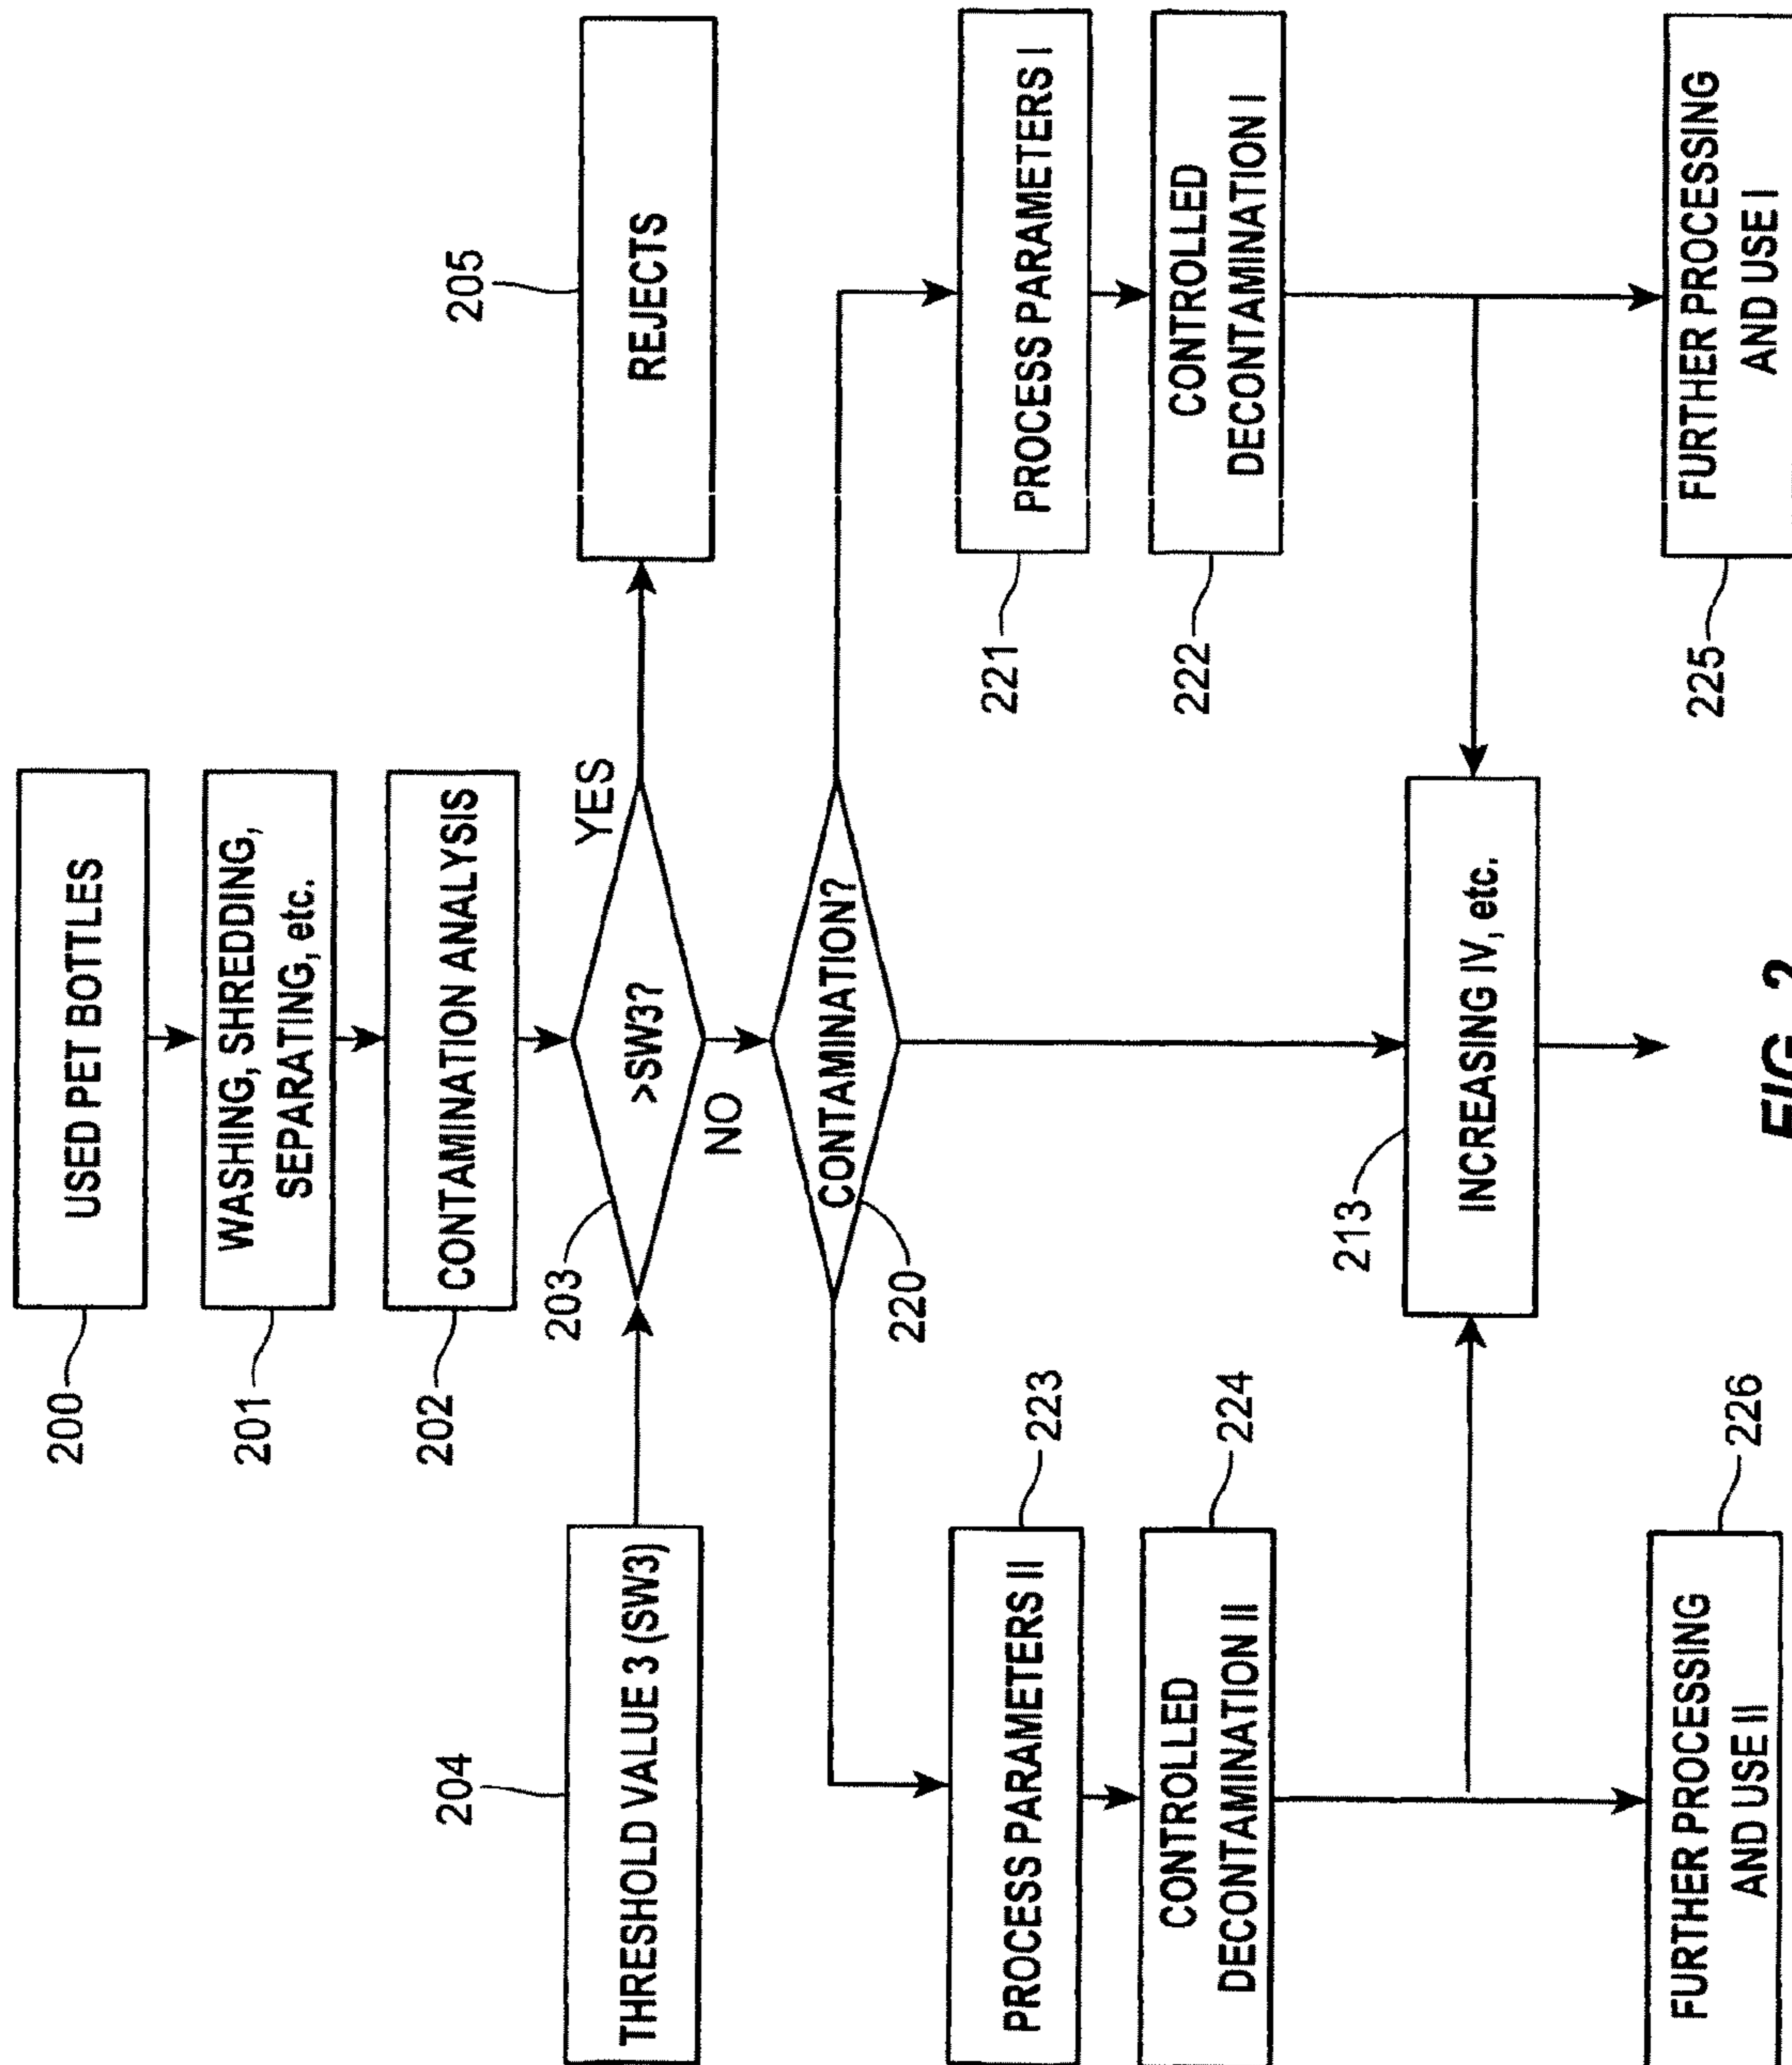 USED PET BOTTLES
200
WASHING, SHREDDING,
SEPARATING, etc.
201
CONTAMINATION ANALYSIS
202
204
THRESHOLD VALUE 3 (SW3)
203
>SW3?
YES
NO
205
REJECTS
220
CONTAMINATION?
PROCESS PARAMETERS II
223
221
PROCESS PARAMETERS I
CONTROLLED
DECONTAMINATION II
224
222
CONTROLLED
DECONTAMINATION I
213
INCREASING IV, etc.
FURTHER PROCESSING
AND USE II
226
225
FURTHER PROCESSING
AND USE I
FIG. 2